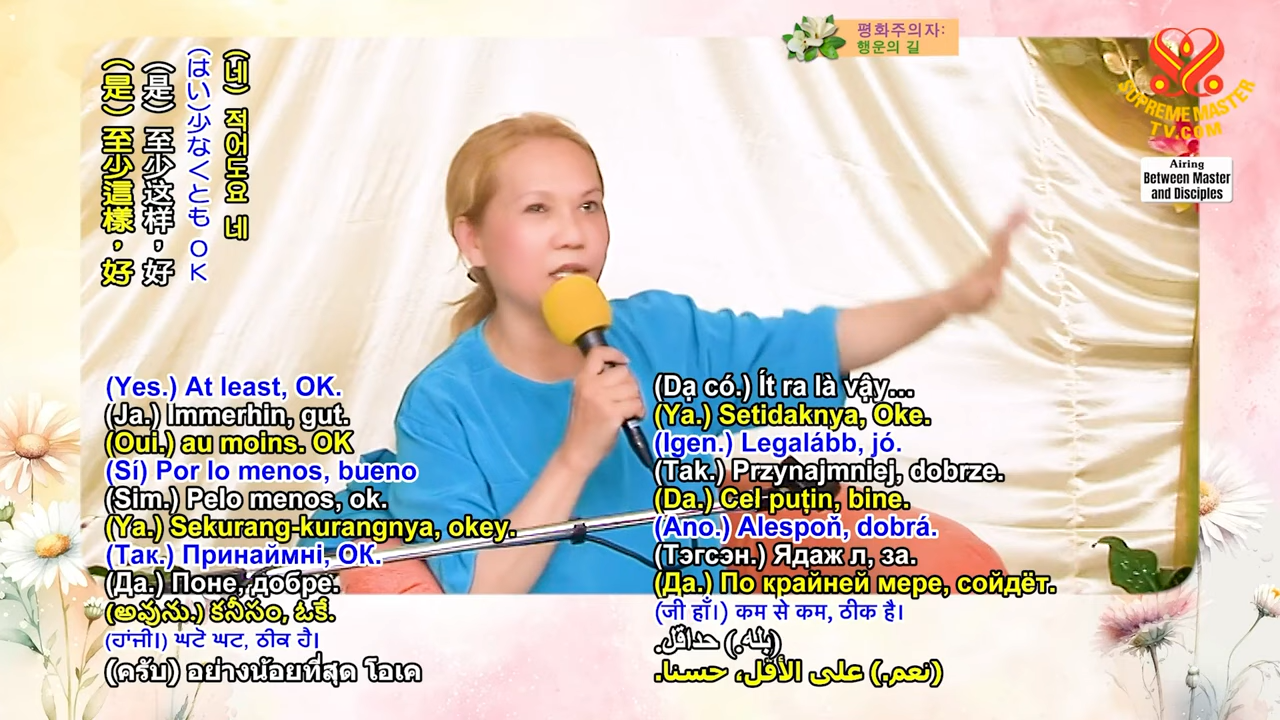 평화주의자:
행운의 길
SUPREME MASTER
TV.COM
Airing
Between Master
and Disciples
(네) 적어도요 네
(はい)少なくとも OK
(是) 至少这样，好
(是) 至少這樣，好
(Yes.) At least, OK.
(Ja.) Immerhin, gut.
(Oui.) au moins. OK
(Sí) Por lo menos, bueno
(Sim.) Pelo menos, ok.
(Ya.) Sekurang-kurangnya, okey.
(Так.) Принаймні, ОК.
(Да.) Поне, добре.
(అవును.) కనీసం, ఓకే.
(ਹਾਂਜੀ।) ਘਟੋ ਘਟ, ਠੀਕ ਹੈ।
(ครับ) อย่างน้อยที่สุด โอเค
(Dạ có.) Ít ra là vậy...
(Ya.) Setidaknya, Oke.
(Igen.) Legalább, jó.
(Tak.) Przynajmniej, dobrze.
(Da.) Cel puțin, bine.
(Ano.) Alespoň, dobrá.
(Тэгсэн.) Ядаж л, за.
(Да.) По крайней мере, сойдёт.
(जी हाँ।) कम से कम, ठीक है।
(بله.) حداقل.
(نعم.) على الأقل، حسنا.